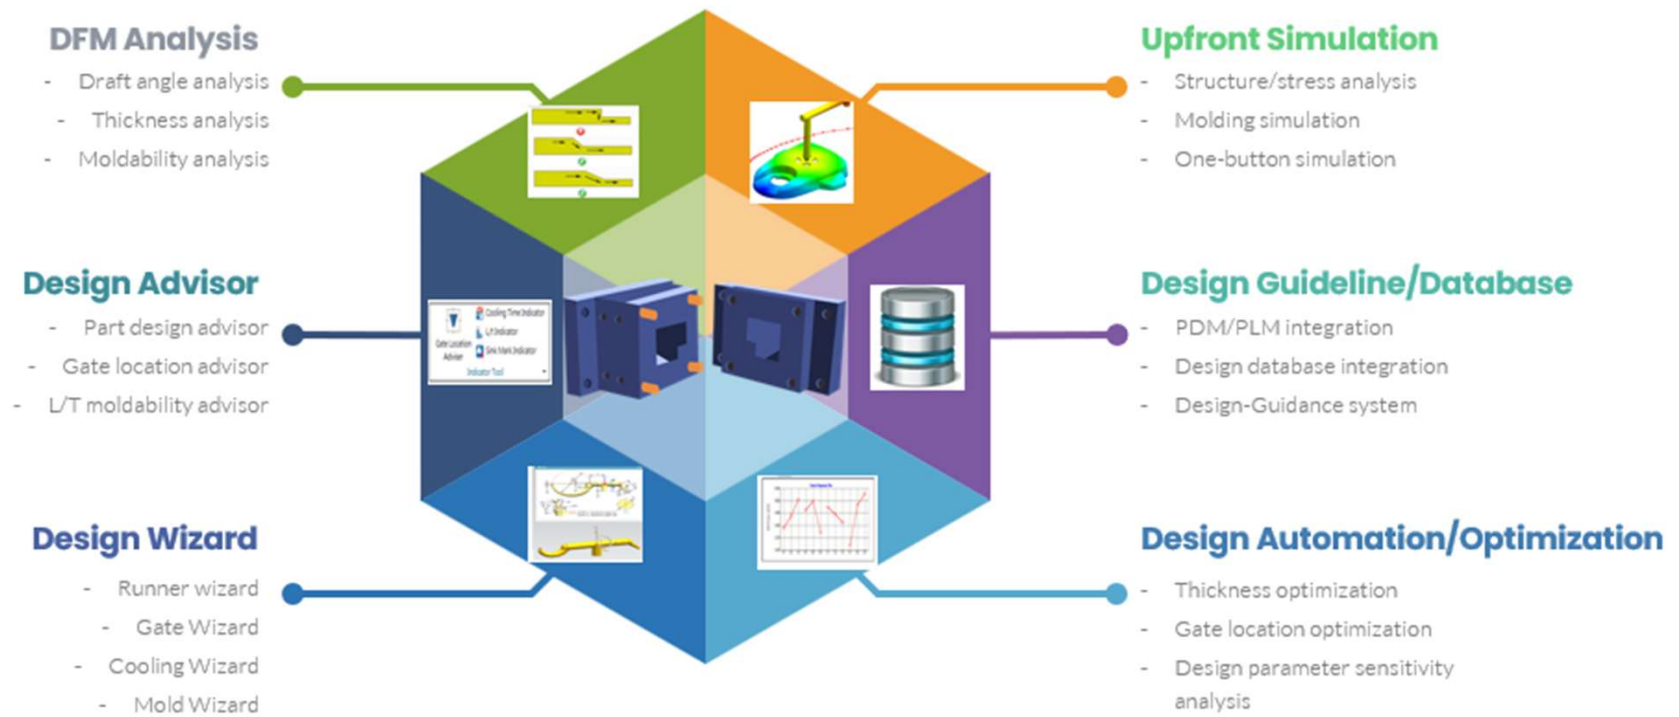 DFM Analysis
- Draft angle analysis
- Thickness analysis
- Moldability analysis
Design Advisor
- Part design advisor
- Gate location advisor
- L/T moldability advisor
Design Wizard
- Runner wizard
- Gate Wizard
- Cooling Wizard
- Mold Wizard
Cooling Time Indicator
Gate Location
Adviser
Sink Mark Indicator
Indicator Tool
Upfront Simulation
- Structure/stress analysis
- Molding simulation
- One-button simulation
Design Guideline/Database
- PDM/PLM integration
- Design database integration
- Design-Guidance system
Design Automation/Optimization
- Thickness optimization
- Gate location optimization
- Design parameter sensitivity
analysis